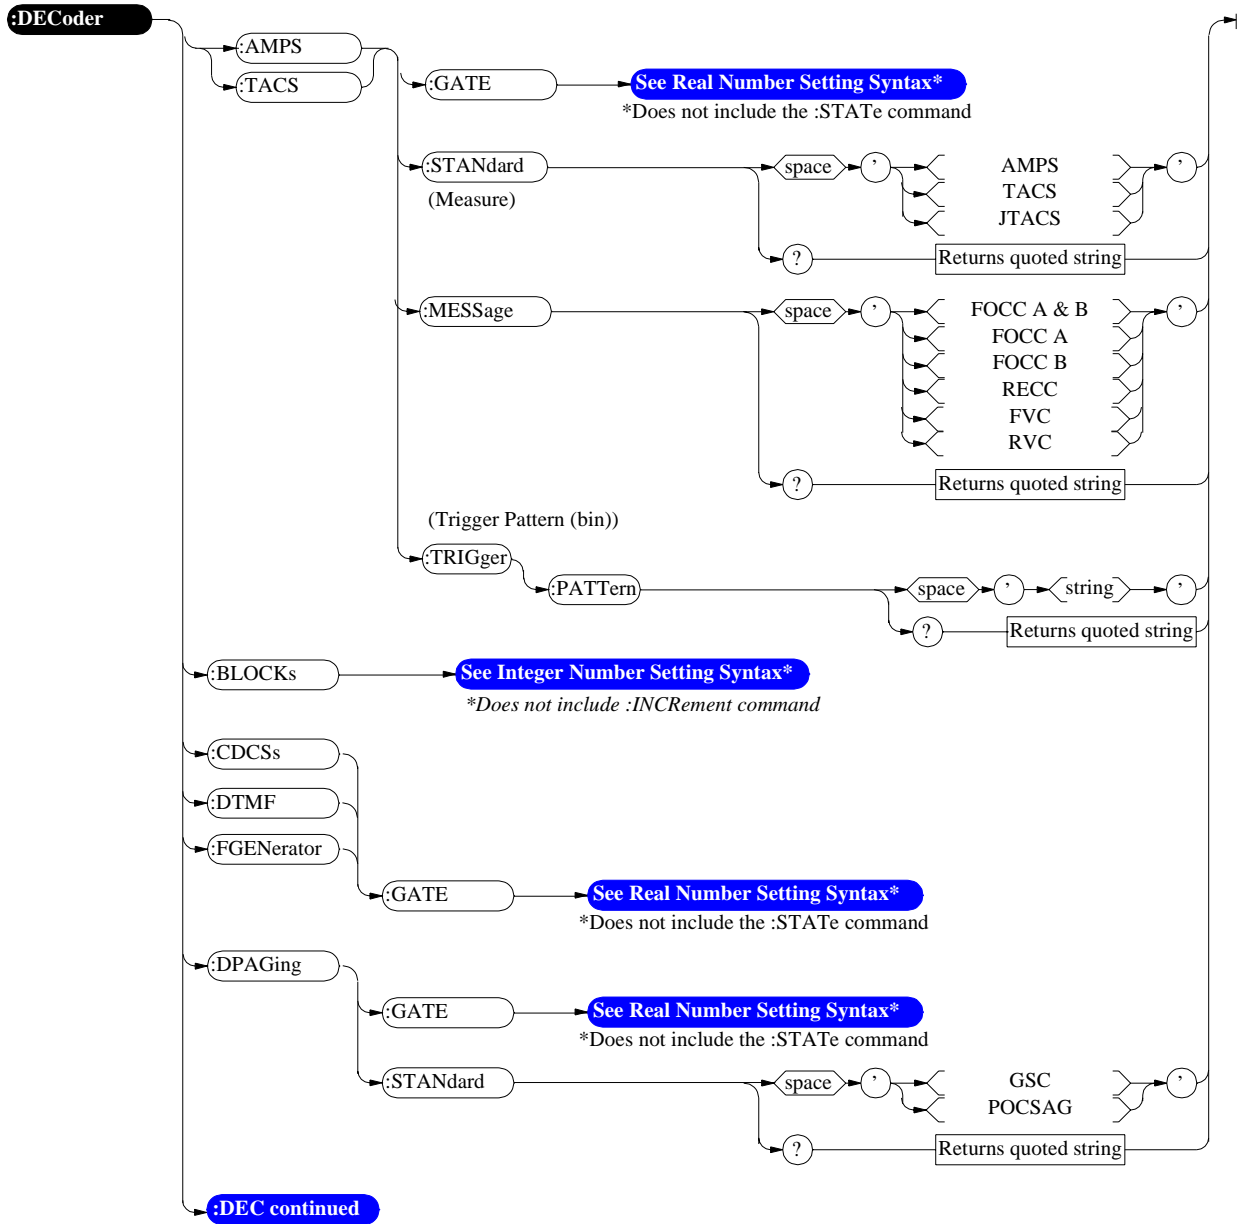 :DECoder
:AMPS
:TACS
:GATE
See Real Number Setting Syntax*
*Does not include the :STATe command
:STANdard
(Measure)
space
’
AMPS
TACS
JTACS
’
?
Returns quoted string
:MESSage
space
’
FOCC A & B
FOCC A
FOCC B
RECC
FVC
RVC
’
?
Returns quoted string
(Trigger Pattern (bin))
:TRIGger
:PATTern
space
’
string
’
?
Returns quoted string
:BLOCKs
See Integer Number Setting Syntax*
*Does not include :INCRement command
:CDCSs
:DTMF
:FGENerator
:GATE
See Real Number Setting Syntax*
*Does not include the :STATe command
:DPAGing
:GATE
See Real Number Setting Syntax*
*Does not include the :STATe command
:STANdard
space
’
GSC
POCSAG
’
?
Returns quoted string
:DEC continued